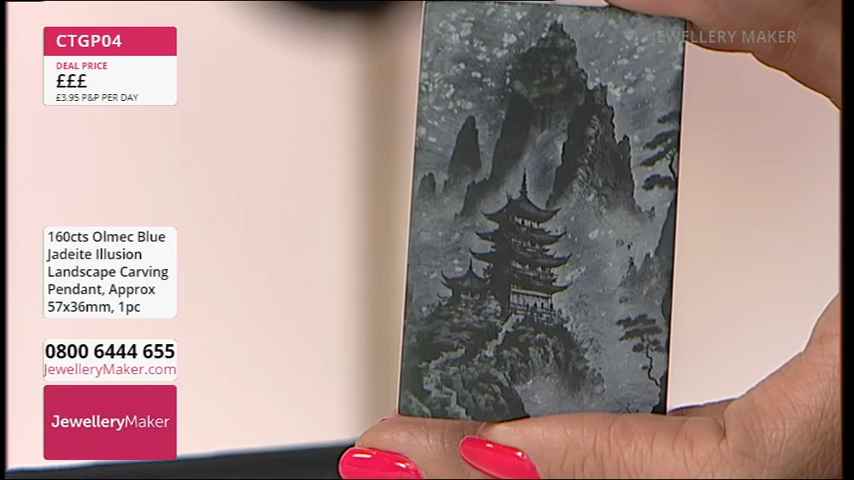 CTGP04
DEAL PRICE
£££
£3.95 P&P PER DAY
JEWELLERY MAKER
160cts Olmec Blue
Jadeite Illusion
Landscape Carving
Pendant, Approx
57x36mm, 1pc
0800 6444 655
JewelleryMaker.com
JewelleryMaker